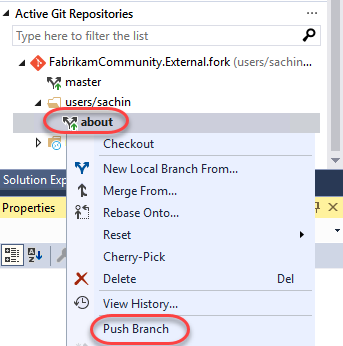 Active Git Repositories
Type here to filter the list
FabrikamCommunity.External.fork (users/sachin...
master
users/sachin
about
Checkout
New Local Branch From...
Merge From...
Rebase Onto...
Reset
Cherry-Pick
Delete Del
View History...
Push Branch
Solution Exp
Properties